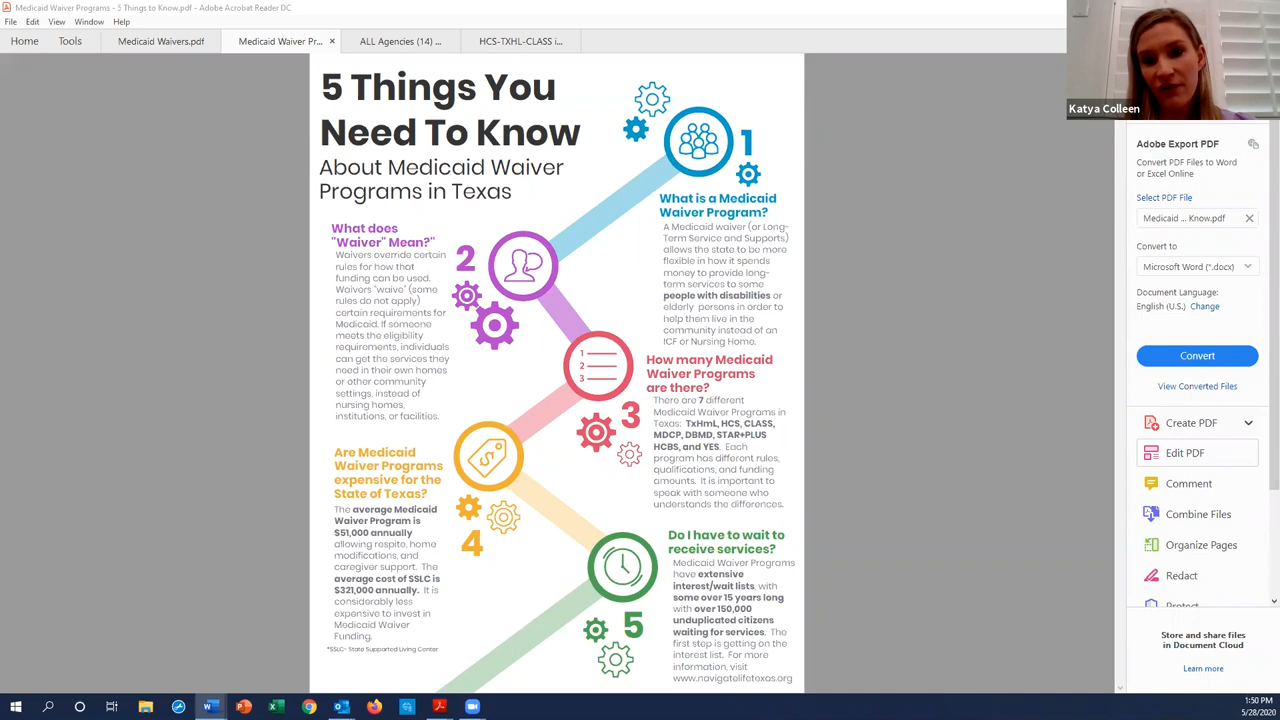 Medicaid Waiver Programs - 5 Things to Know.pdf - Adobe Acrobat Reader DC
File Edit View Window Help
Home Tools Medicaid Waivers.pdf Medicaid Waiver Pr... × ALL Agencies (14) ... HCS-TXHL-CLASS i...
Katya Colleen
5 Things You
Need To Know
About Medicaid Waiver
Programs in Texas
1
What is a Medicaid
Waiver Program?
A Medicaid waiver (or Long-
Term Service and Supports)
allows the state to be more
flexible in how it spends
money to provide long-
term services to some
people with disabilities or
elderly persons in order to
help them live in the
community instead of an
ICF or Nursing Home.
2
What does
"Waiver" Mean?"
Waivers override certain
rules for how that
funding can be used.
Waivers "waive" (some
rules do not apply)
certain requirements for
Medicaid. If someone
meets the eligibility
requirements, individuals
can get the services they
need in their own homes
or other community
settings, instead of
nursing homes,
institutions, or facilities.
1
2
3
3
How many Medicaid
Waiver Programs
are there?
There are 7 different
Medicaid Waiver Programs in
Texas: TxHmL, HCS, CLASS,
MDCP, DBMD, STAR+PLUS
HCBS, and YES. Each
program has different rules,
qualifications, and funding
amounts. It is important to
speak with someone who
understands the differences.
Are Medicaid
Waiver Programs
expensive for the
State of Texas?
$
4
The average Medicaid
Waiver Program is
$51,000 annually
allowing respite, home
modifications, and
caregiver support. The
average cost of SSLC is
$321,000 annually. It is
considerably less
expensive to invest in
Medicaid Waiver
Funding.
*SSLC- State Supported Living Center
5
Do I have to wait to
receive services?
Medicaid Waiver Programs
have extensive
interest/wait lists, with
some over 15 years long
with over 150,000
unduplicated citizens
waiting for services. The
first step is getting on the
interest list. For more
information, visit
www.navigatelifetexas.org
Adobe Export PDF
Convert PDF Files to Word
or Excel Online
Select PDF File
Medicaid ... Know.pdf ×
Convert to
Microsoft Word (*.docx)
Document Language:
English (U.S.) Change
Convert
View Converted Files
Create PDF
Edit PDF
Comment
Combine Files
Organize Pages
Redact
Protect
Store and share files
in Document Cloud
Learn more
1:50 PM
5/28/2020